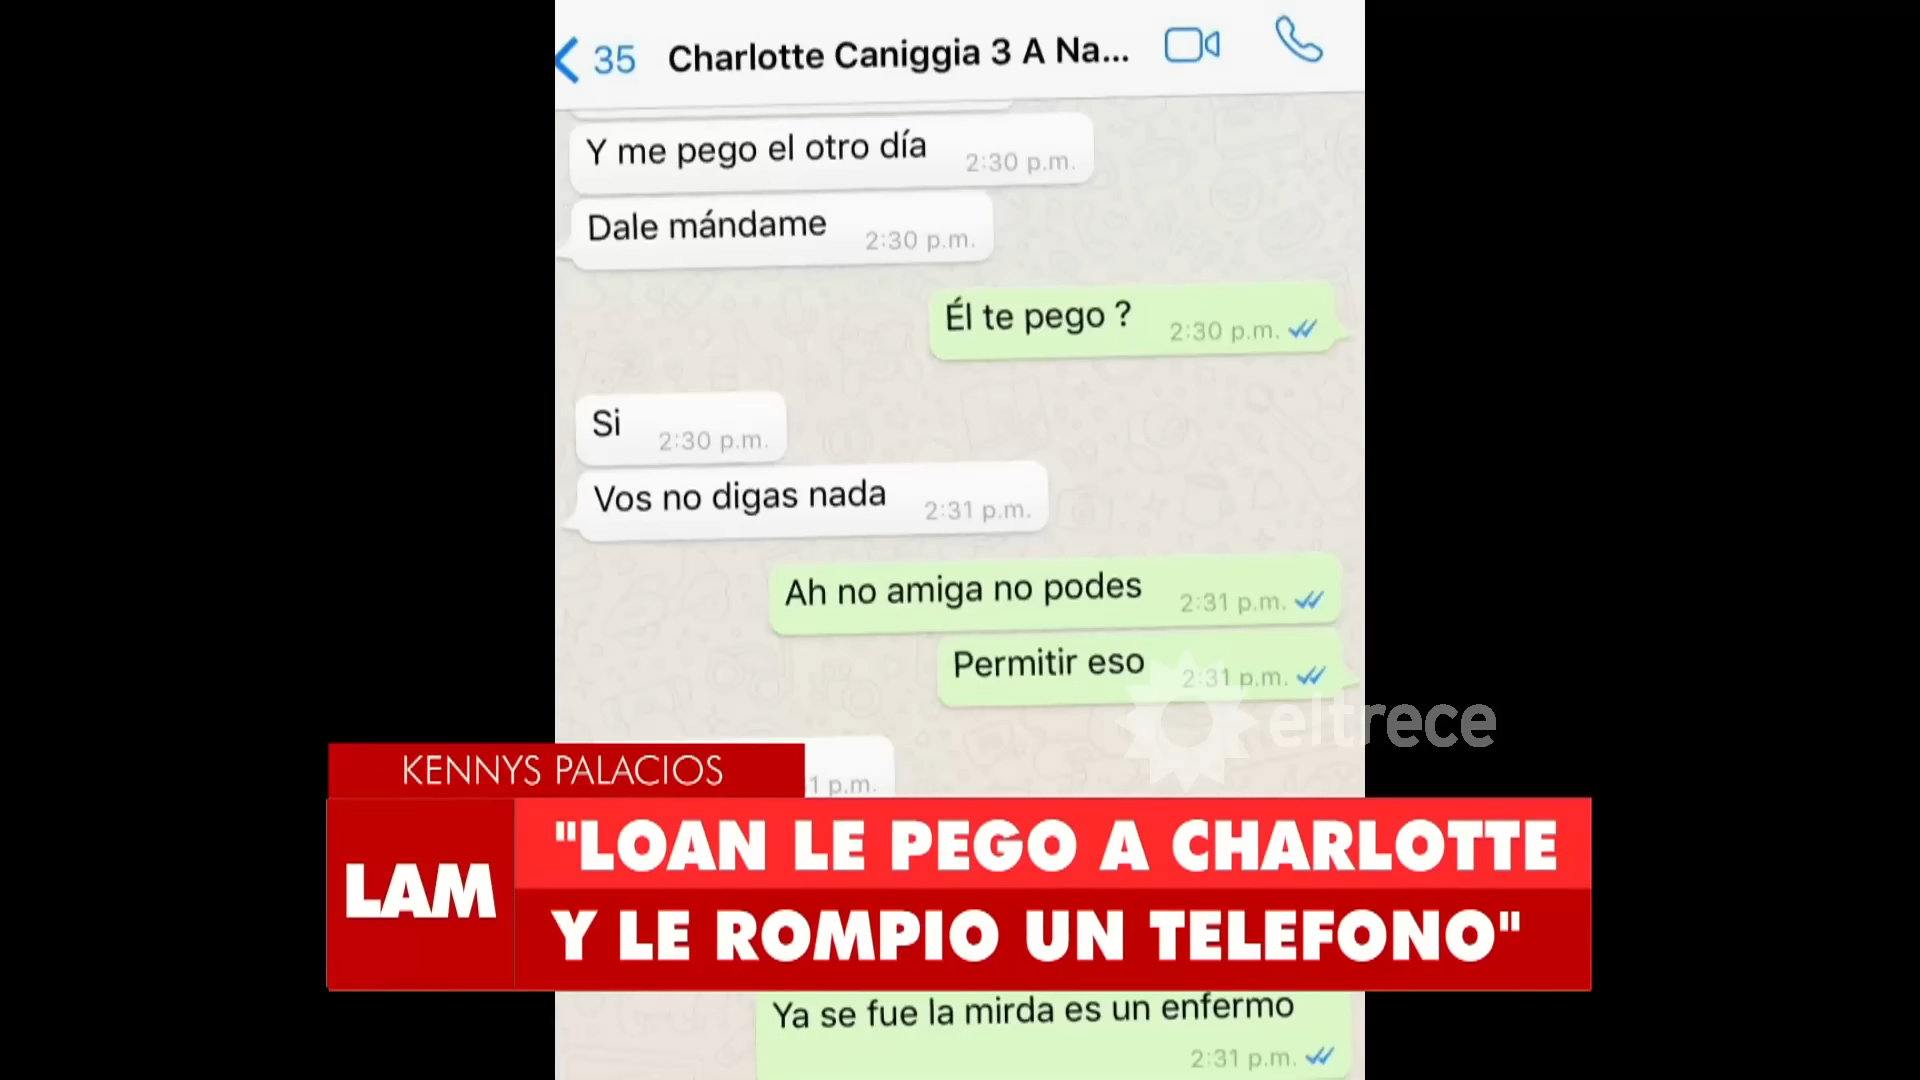 35 Charlotte Caniggia 3 A Na...
Y me pego el otro día 2:30 p.m.
Dale mándame 2:30 p.m.
Él te pego ? 2:30 p.m.
Si 2:30 p.m.
Vos no digas nada 2:31 p.m.
Ah no amiga no podes 2:31 p.m.
Permitir eso 2:31 p.m.
eltrece
KENNYS PALACIOS
1 p.m.
LAM
"LOAN LE PEGO A CHARLOTTE
Y LE ROMPIO UN TELEFONO"
Ya se fue la mirda es un enfermo
2:31 p.m.